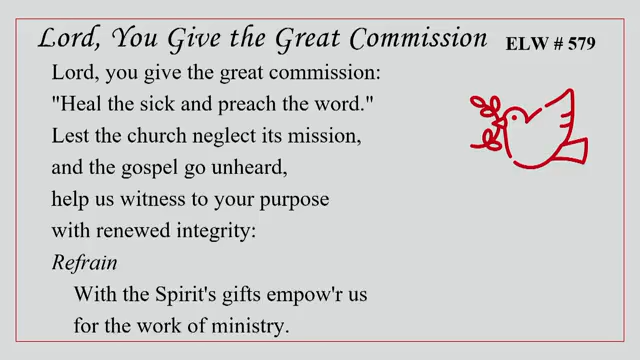 Lord, You Give the Great Commission ELW # 579
Lord, you give the great commission:
"Heal the sick and preach the word."
Lest the church neglect its mission,
and the gospel go unheard,
help us witness to your purpose
with renewed integrity:
Refrain
With the Spirit's gifts empow'r us
for the work of ministry.